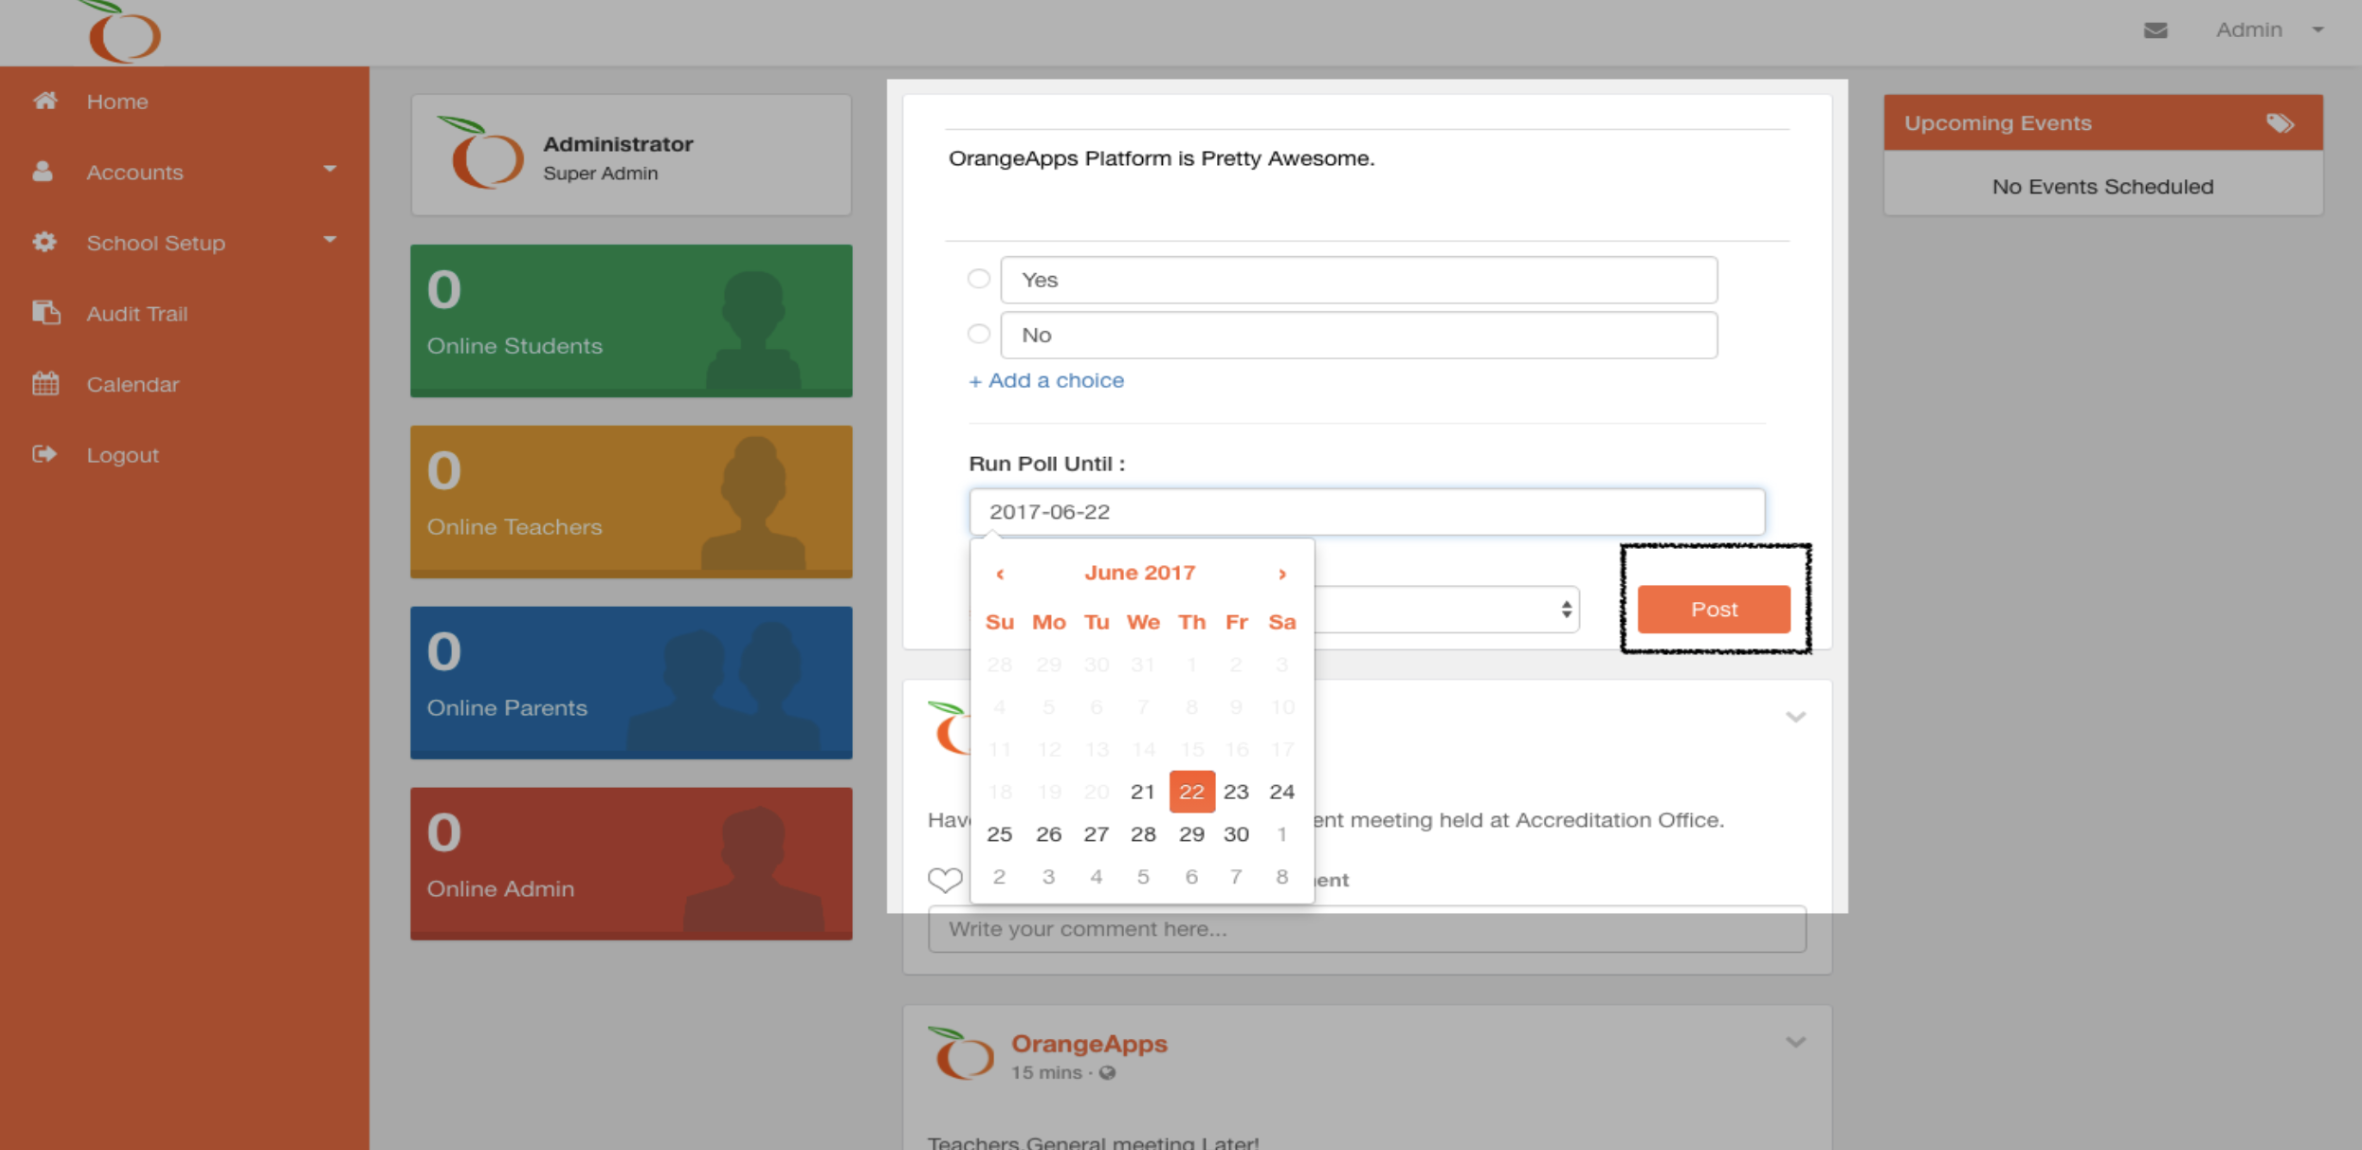 Admin
Home
Accounts
School Setup
Audit Trail
Calendar
Logout
Administrator
Super Admin
0
Online Students
0
Online Teachers
0
Online Parents
0
Online Admin
OrangeApps Platform is Pretty Awesome.
Yes
No
+ Add a choice
Run Poll Until :
2017-06-22
‹ June 2017 ›
Su Mo Tu We Th Fr Sa
28 29 30 31 1 2 3
4 5 6 7 8 9 10
11 12 13 14 15 16 17
18 19 20 21 22 23 24
25 26 27 28 29 30 1
2 3 4 5 6 7 8
Post
meeting held at Accreditation Office.
Write your comment here...
OrangeApps
15 mins ·
Teachers General meeting Later!
Upcoming Events
No Events Scheduled